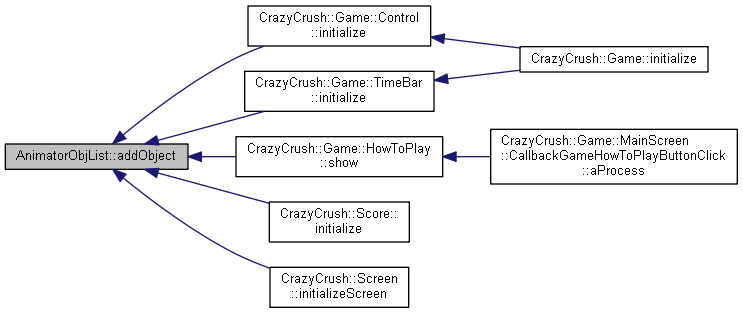 CrazyCrush::Game::Control
::initialize
CrazyCrush::Game::initialize
CrazyCrush::Game::TimeBar
::initialize
AnimatorObjList::addObject
CrazyCrush::Game::HowToPlay
::show
CrazyCrush::Game::MainScreen
::CallbackGameHowToPlayButtonClick
::aProcess
CrazyCrush::Score::
initialize
CrazyCrush::Screen
::initializeScreen